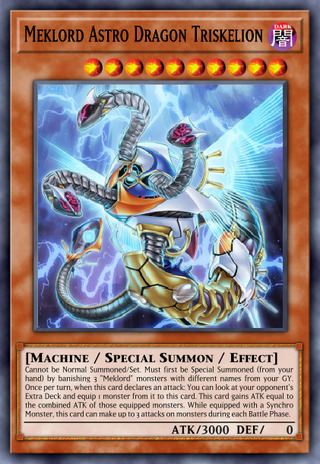 Meklord Astro Dragon Triskelion
DARK
闇
[Machine / Special Summon / Effect]
Cannot be Normal Summoned/Set. Must first be Special Summoned (from your
hand) by banishing 3 "Meklord" monsters with different names from your GY.
Once per turn, when this card declares an attack: You can look at your opponent's
Extra Deck and equip 1 monster from it to this card. This card gains ATK equal to
the combined ATK of those equipped monsters. While equipped with a Synchro
Monster, this card can make up to 3 attacks on monsters during each Battle Phase.
ATK/3000 DEF/ 0